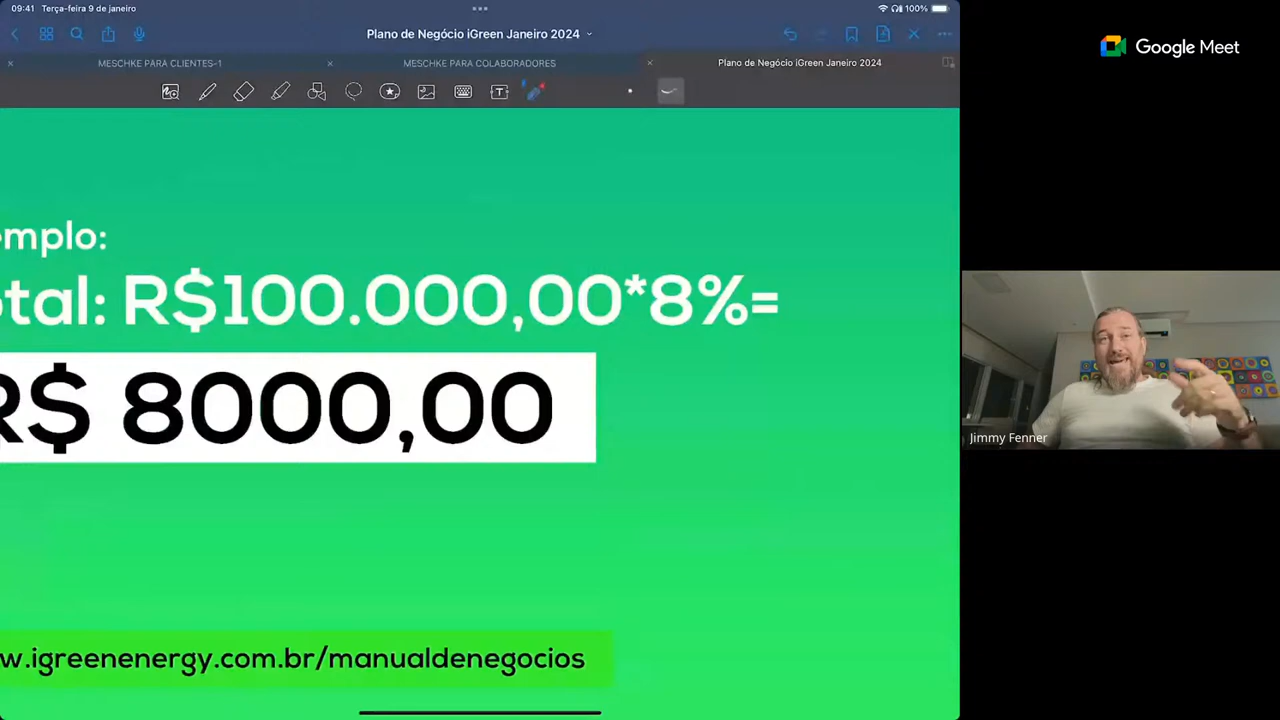 09:41 Terça-feira 9 de janeiro
100%
Plano de Negócio iGreen Janeiro 2024
Google Meet
MESCHKE PARA CLIENTES-1
MESCHKE PARA COLABORADORES
Plano de Negócio iGreen Janeiro 2024
T
emplo:
otal: R$100.000,00*8%=
R$ 8000,00
Jimmy Fenner
w.igreenenergy.com.br/manualdenegocios